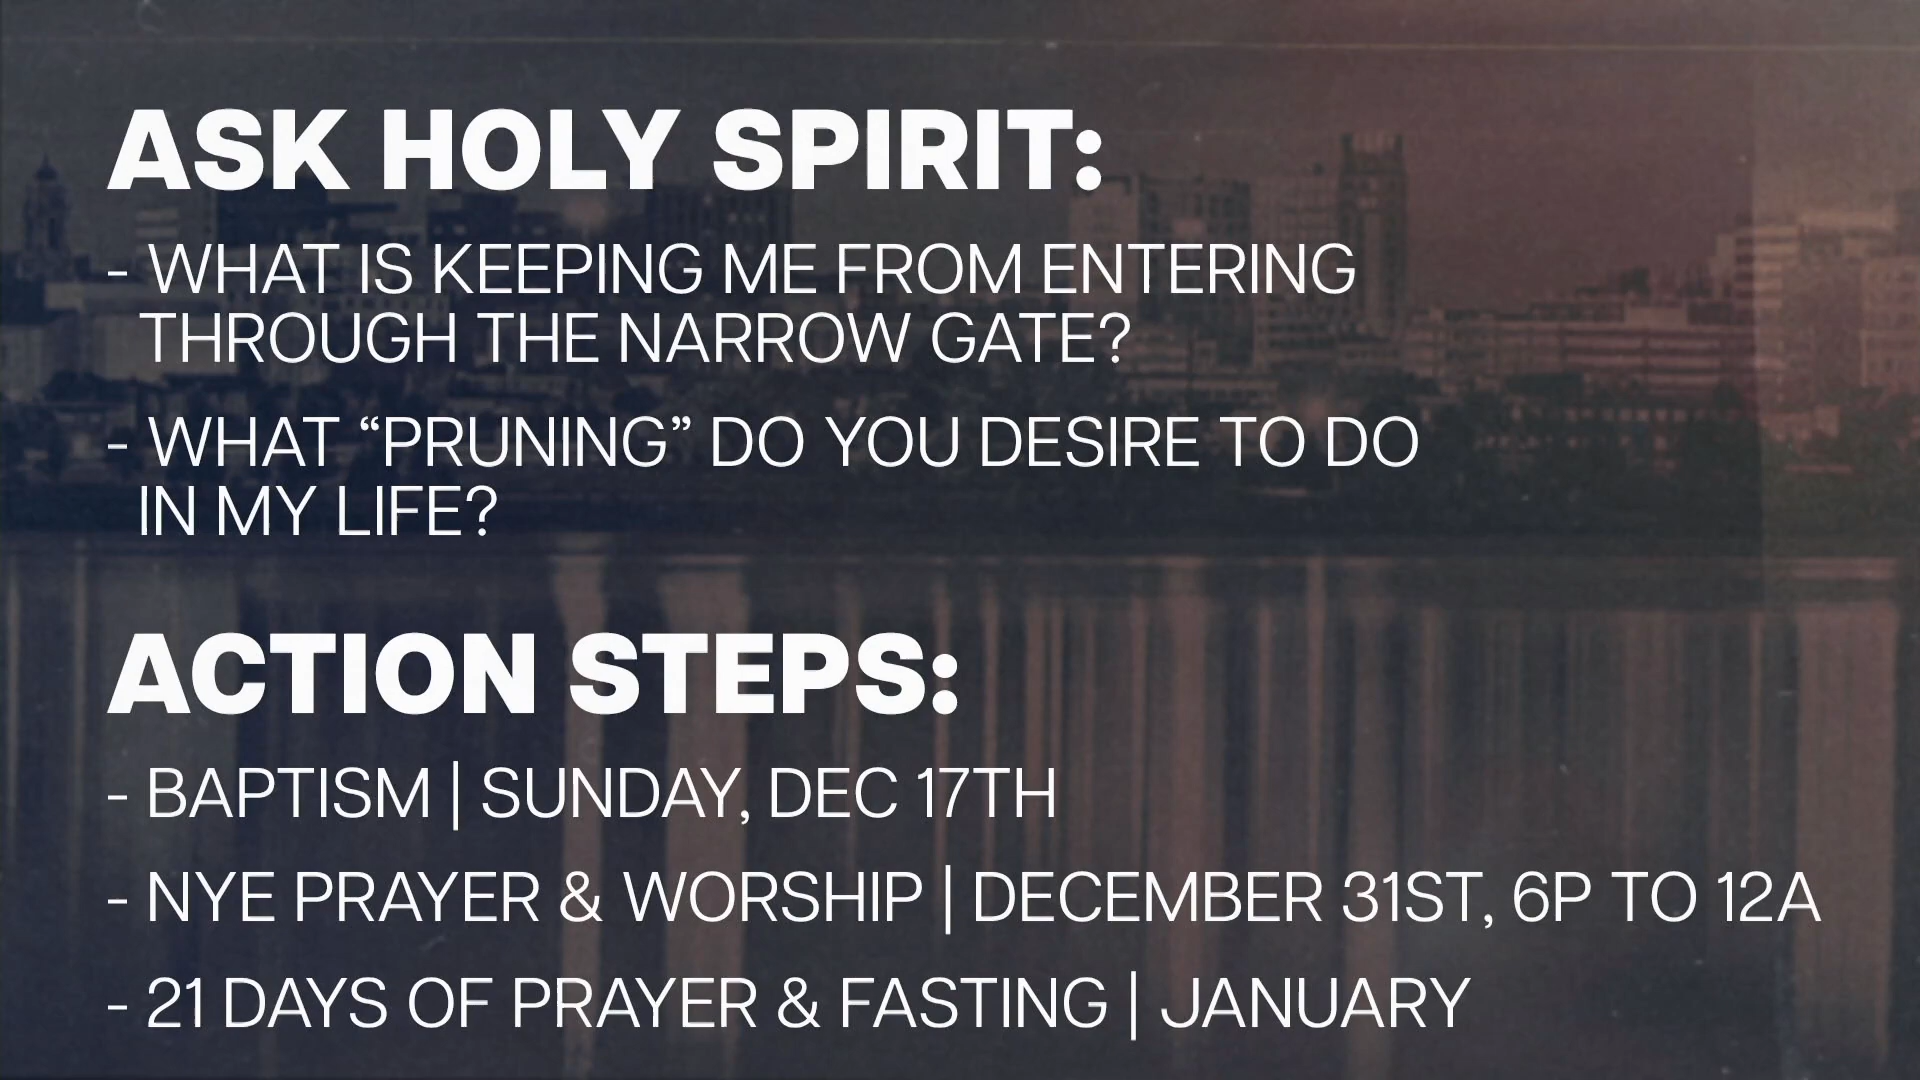 ASK HOLY SPIRIT:
- WHAT IS KEEPING ME FROM ENTERING
THROUGH THE NARROW GATE?
- WHAT “PRUNING” DO YOU DESIRE TO DO
IN MY LIFE?
ACTION STEPS:
- BAPTISM | SUNDAY, DEC 17TH
- NYE PRAYER & WORSHIP | DECEMBER 31ST, 6P TO 12A
- 21 DAYS OF PRAYER & FASTING | JANUARY